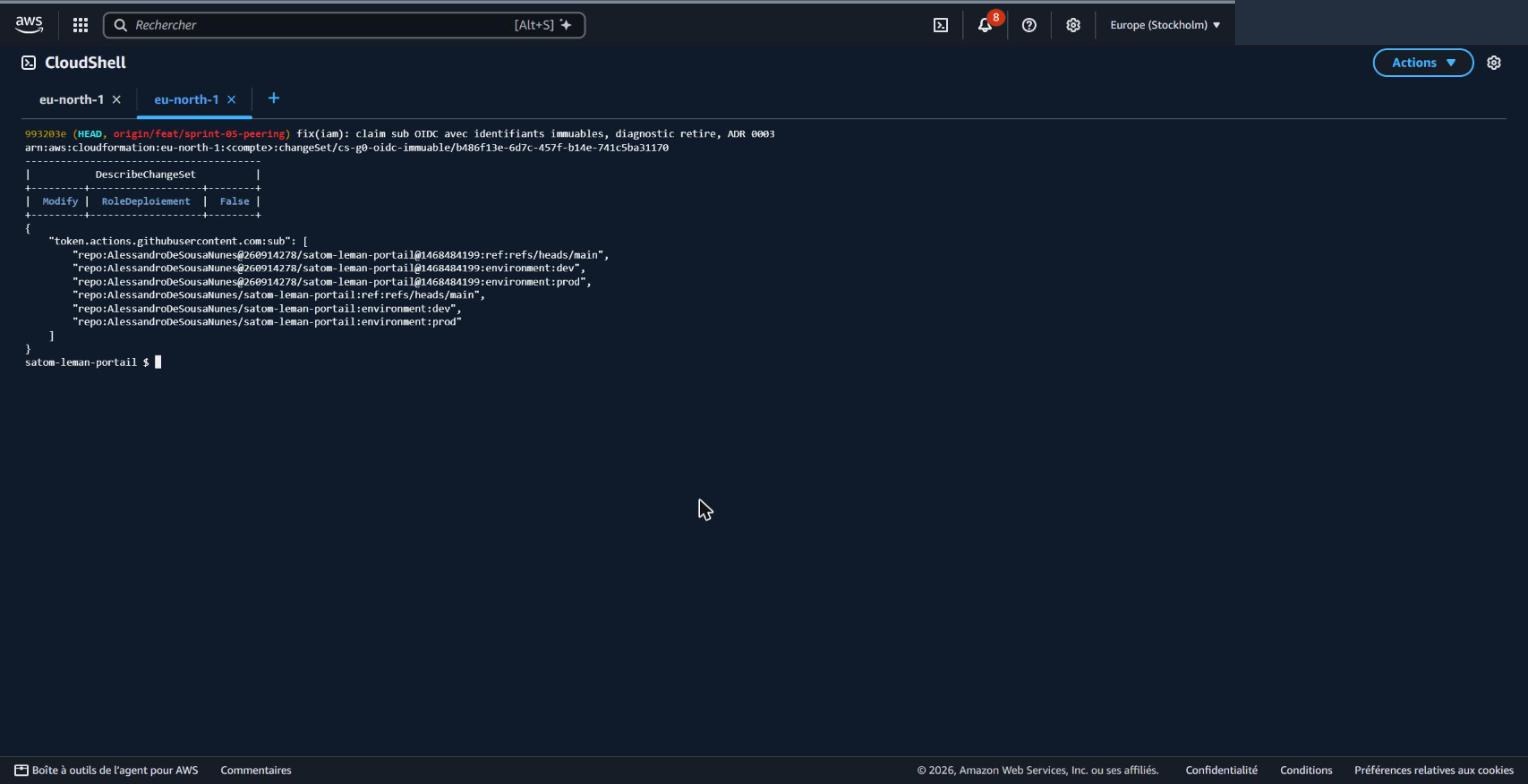 aws
Rechercher
[Alt+S]
8
Europe (Stockholm) ▼
CloudShell
Actions ▼
eu-north-1 ×
eu-north-1 ×
+
993203e (HEAD, origin/feat/sprint-05-peering) fix(iam): claim sub OIDC avec identifiants immuables, diagnostic retire, ADR 0003
arn:aws:cloudformation:eu-north-1:<compte>:changeSet/cs-g0-oidc-immuable/b486f13e-6d7c-457f-b14e-741c5ba31170
----------------------------------------
|           DescribeChangeSet          |
+---------+-------------------+--------+
|  Modify |  RoleDeploiement  |  False |
+---------+-------------------+--------+
{
    "token.actions.githubusercontent.com:sub": [
        "repo:AlessandroDeSousaNunes@260914278/satom-leman-portail@1468484199:ref:refs/heads/main",
        "repo:AlessandroDeSousaNunes@260914278/satom-leman-portail@1468484199:environment:dev",
        "repo:AlessandroDeSousaNunes@260914278/satom-leman-portail@1468484199:environment:prod",
        "repo:AlessandroDeSousaNunes/satom-leman-portail:ref:refs/heads/main",
        "repo:AlessandroDeSousaNunes/satom-leman-portail:environment:dev",
        "repo:AlessandroDeSousaNunes/satom-leman-portail:environment:prod"
    ]
}
satom-leman-portail $
Boîte à outils de l'agent pour AWS
Commentaires
© 2026, Amazon Web Services, Inc. ou ses affiliés.
Confidentialité
Conditions
Préférences relatives aux cookies